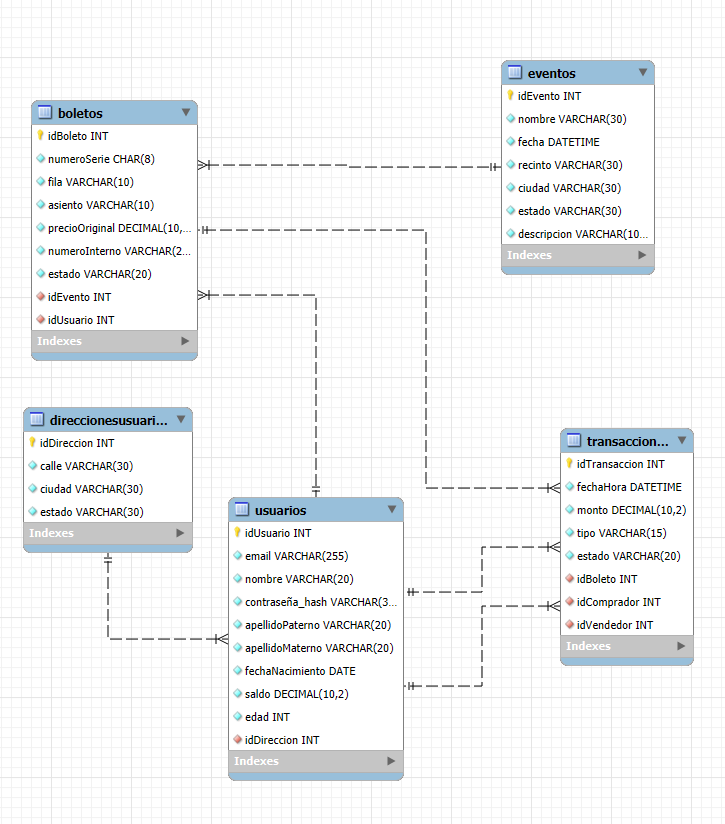 eventos
idEvento INT
nombre VARCHAR(30)
fecha DATETIME
recinto VARCHAR(30)
ciudad VARCHAR(30)
estado VARCHAR(30)
descripcion VARCHAR(10...
Indexes
boletos
idBoleto INT
numeroSerie CHAR(8)
fila VARCHAR(10)
asiento VARCHAR(10)
precioOriginal DECIMAL(10,...
numeroInterno VARCHAR(2...
estado VARCHAR(20)
idEvento INT
idUsuario INT
Indexes
direccionesusuari...
idDireccion INT
calle VARCHAR(30)
ciudad VARCHAR(30)
estado VARCHAR(30)
Indexes
transaccion...
idTransaccion INT
fechaHora DATETIME
monto DECIMAL(10,2)
tipo VARCHAR(15)
estado VARCHAR(20)
idBoleto INT
idComprador INT
idVendedor INT
Indexes
usuarios
idUsuario INT
email VARCHAR(255)
nombre VARCHAR(20)
contraseña_hash VARCHAR(3...
apellidoPaterno VARCHAR(20)
apellidoMaterno VARCHAR(20)
fechaNacimiento DATE
saldo DECIMAL(10,2)
edad INT
idDireccion INT
Indexes